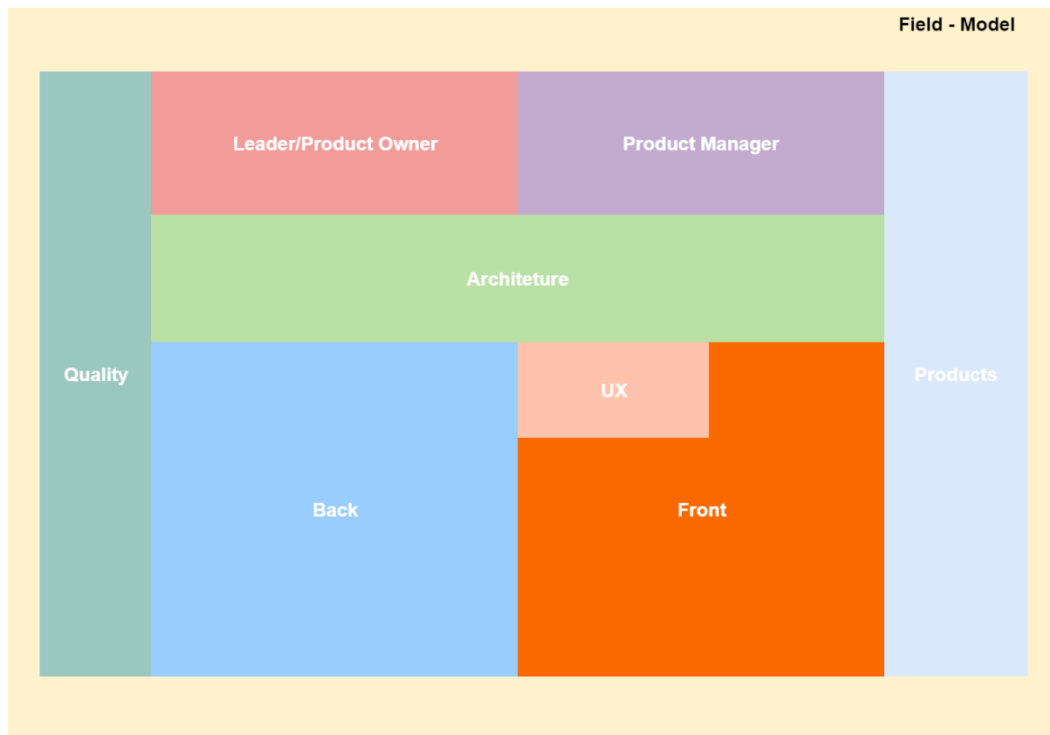 Field - Model
Leader/Product Owner
Product Manager
Architeture
Quality
Products
UX
Back
Front